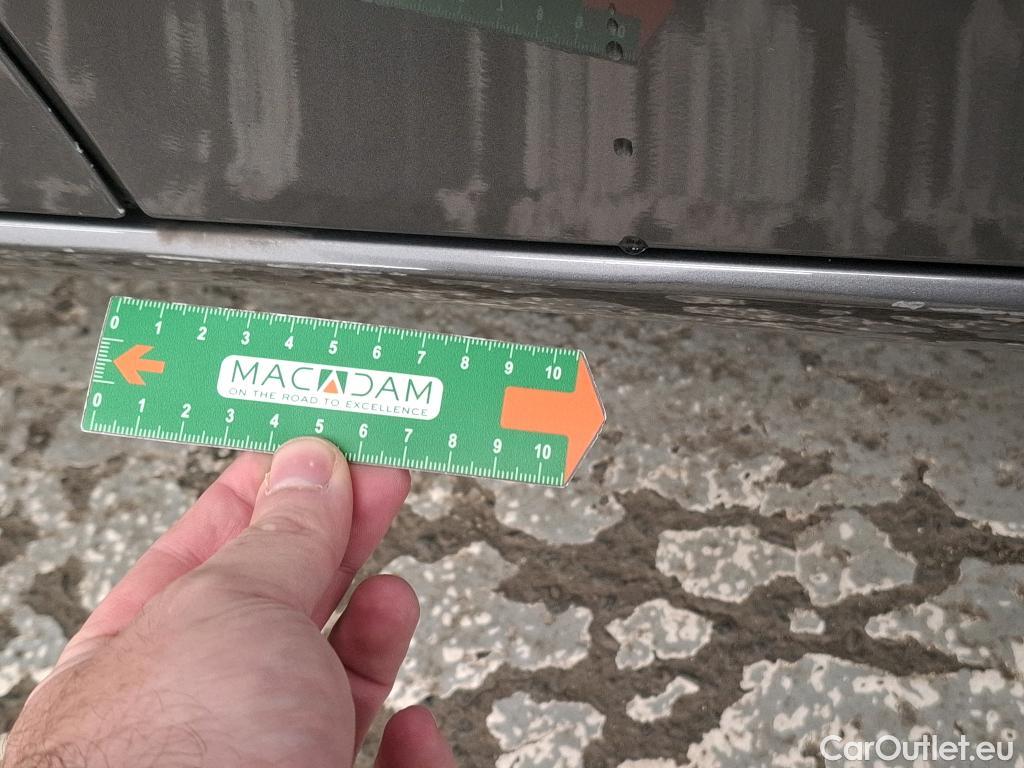 0 1 2 3 4 5 6 7 8 9 10
MACADAM
ON THE ROAD TO EXCELLENCE
0 1 2 3 4 5 6 7 8 9 10
CarOutlet.eu